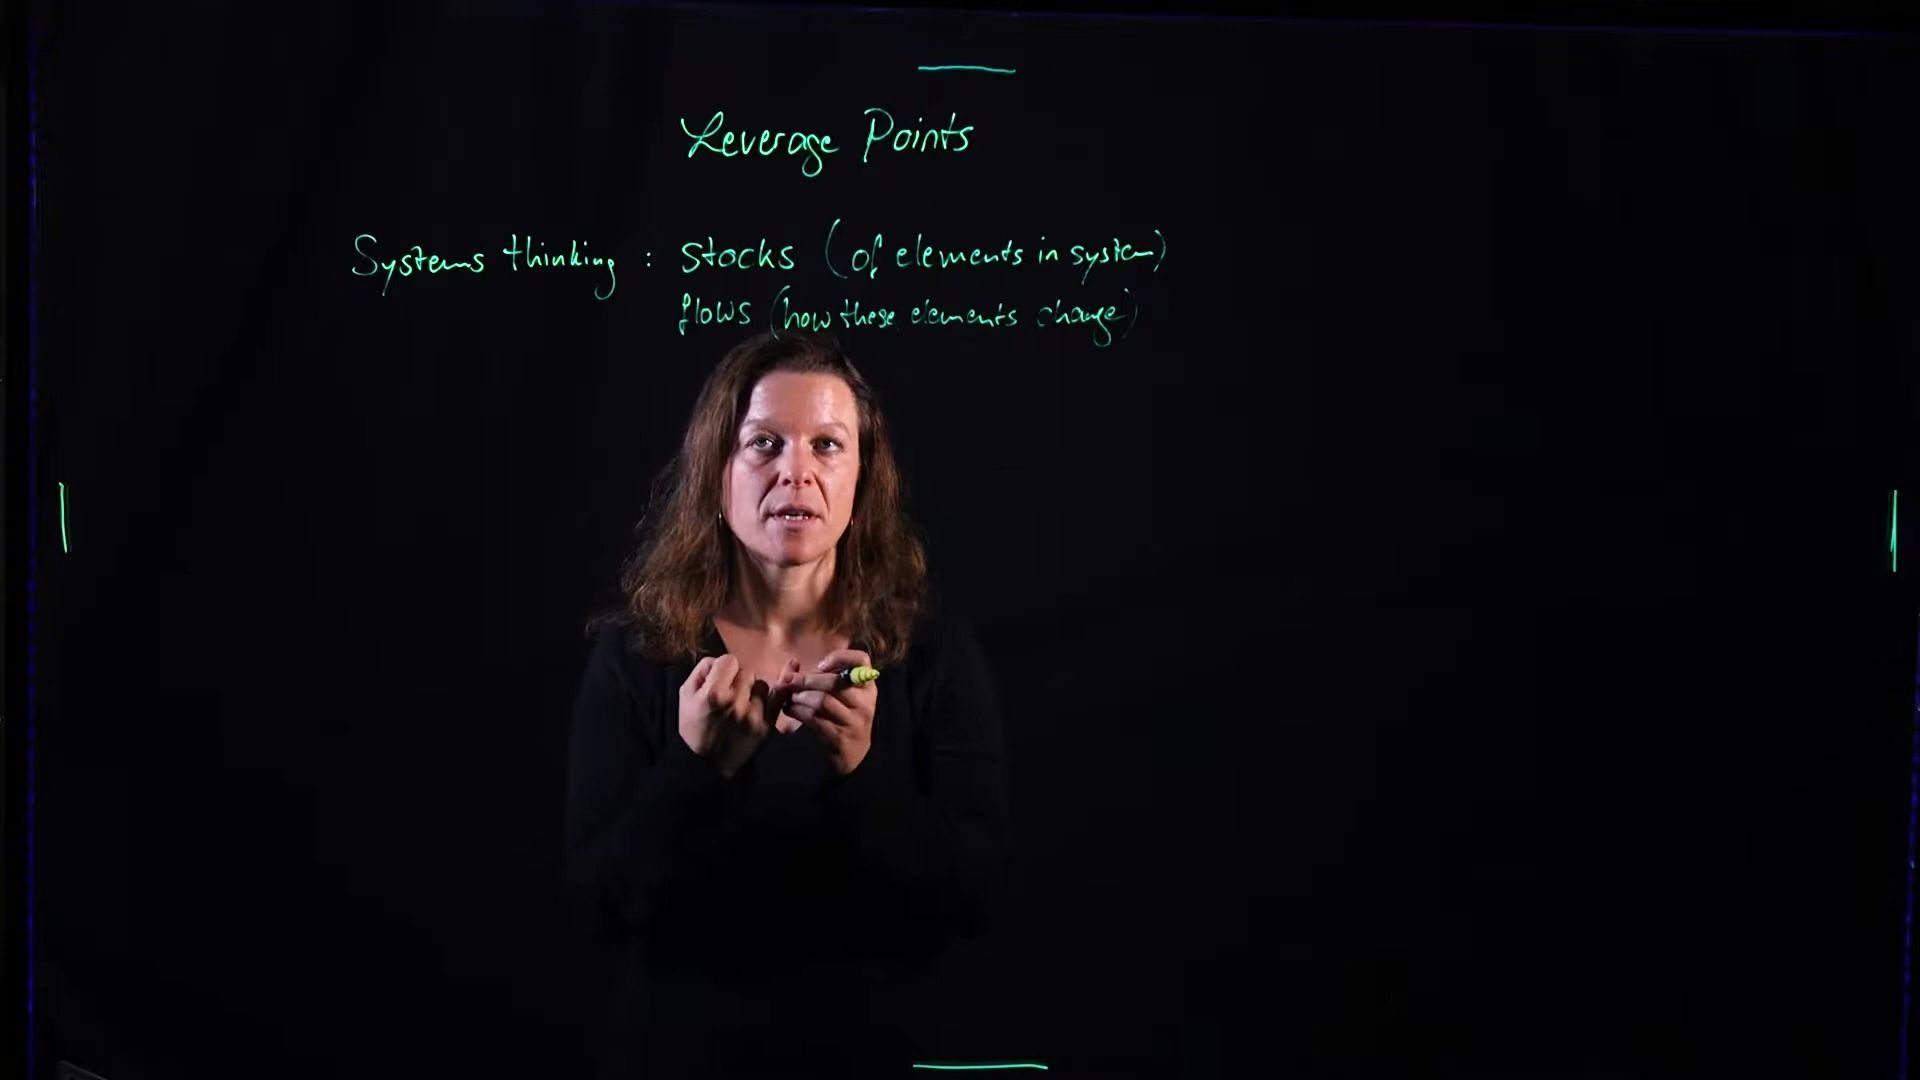 Leverage Points
Systems thinking : stocks (of elements in system)
flows (how these elements change)